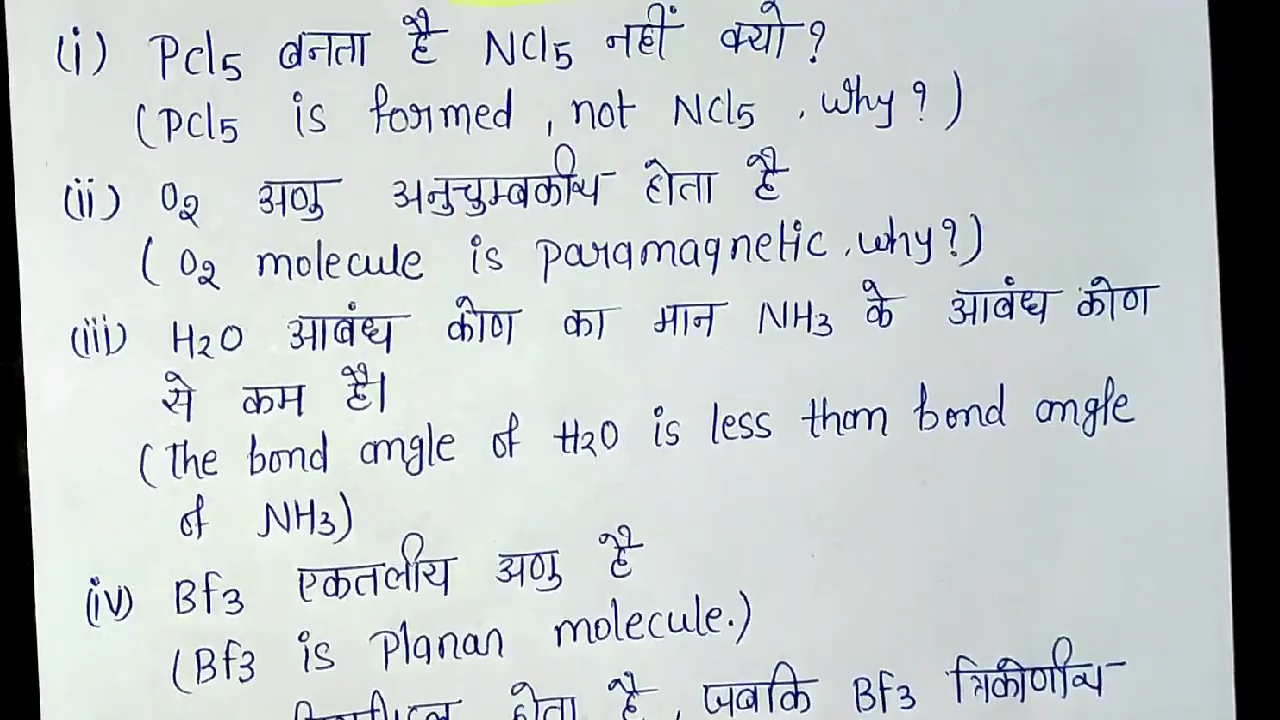 (i) Pcl5 बनता है NCl5 नहीं क्यो?
(PCl5 is formed, not NCl5 . Why?)
(ii) O2 अणु अनुचुम्बकीय होता है
(O2 molecule is paramagnetic. why?)
(iii) H2O आबंध कोण का मान NH3 के आबंध कोण
से कम है।
(The bond angle of H2O is less than bond angle
of NH3)
(iv) Bf3 एकतलीय अणु है
(Bf3 is Planar molecule.)
होता है, जबकि Bf3 त्रिकोणीय